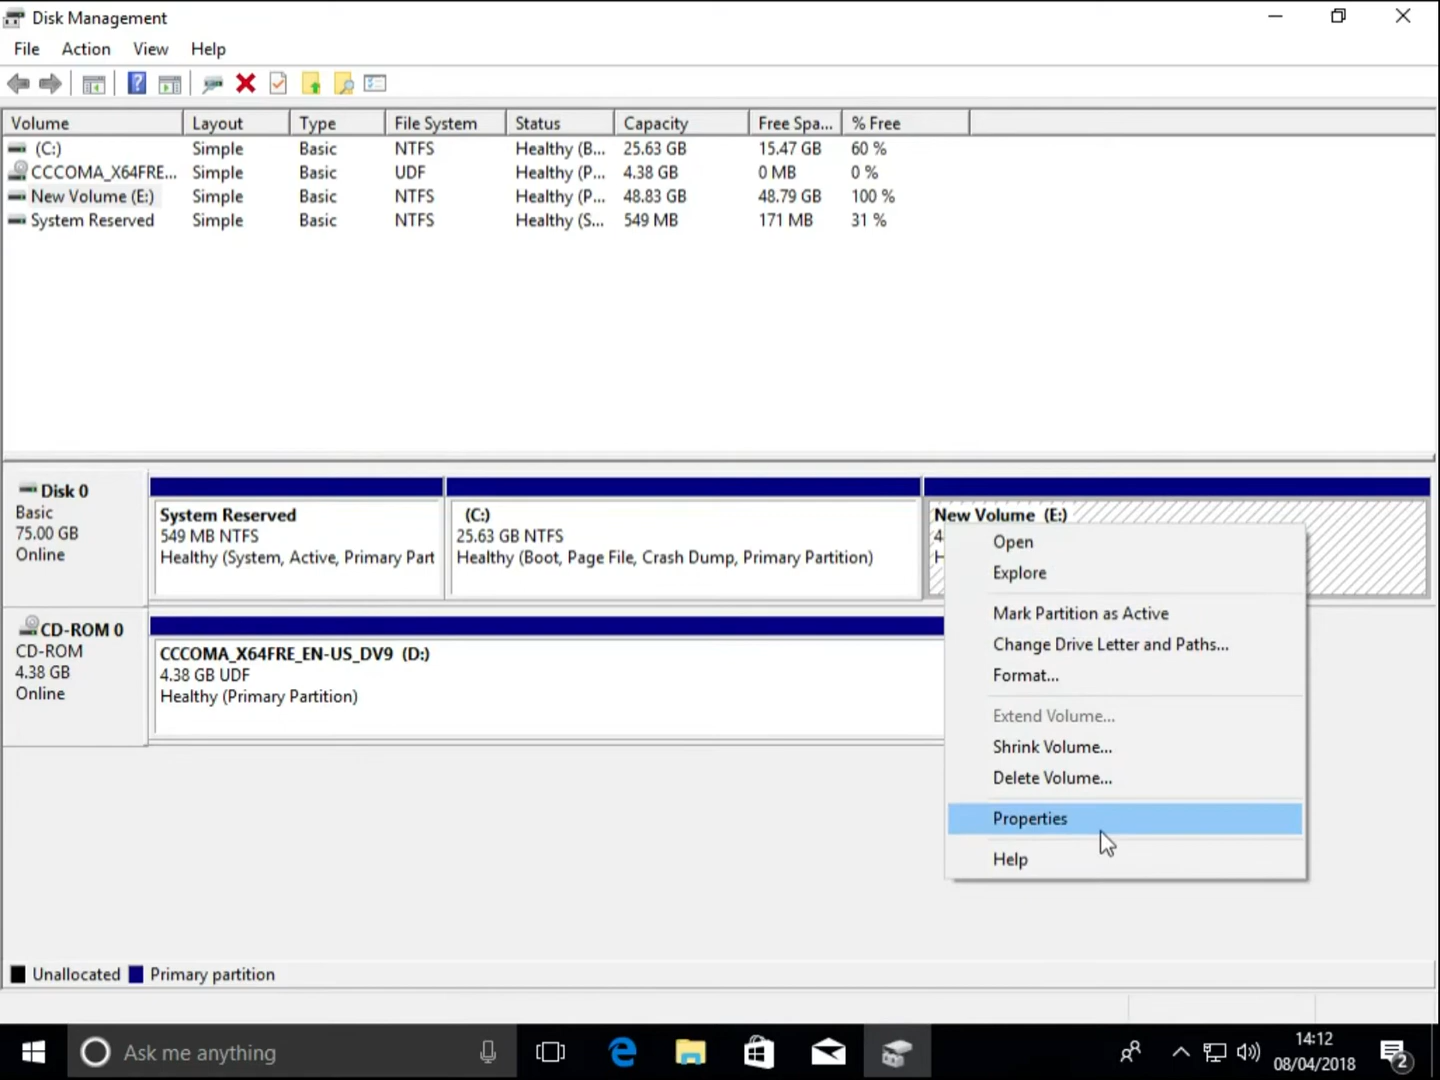 Disk Management
File Action View Help
Volume Layout Type File System Status Capacity Free Spa... % Free
(C:) Simple Basic NTFS Healthy (B... 25.63 GB 15.47 GB 60 %
CCCOMA_X64FRE... Simple Basic UDF Healthy (P... 4.38 GB 0 MB 0 %
New Volume (E:) Simple Basic NTFS Healthy (P... 48.83 GB 48.79 GB 100 %
System Reserved Simple Basic NTFS Healthy (S... 549 MB 171 MB 31 %
Disk 0
Basic
75.00 GB
Online
System Reserved
549 MB NTFS
Healthy (System, Active, Primary Part
(C:)
25.63 GB NTFS
Healthy (Boot, Page File, Crash Dump, Primary Partition)
New Volume (E:)
4
H
Open
Explore
Mark Partition as Active
Change Drive Letter and Paths...
Format...
Extend Volume...
Shrink Volume...
Delete Volume...
Properties
Help
CD-ROM 0
CD-ROM
4.38 GB
Online
CCCOMA_X64FRE_EN-US_DV9 (D:)
4.38 GB UDF
Healthy (Primary Partition)
Unallocated Primary partition
Ask me anything
14:12
08/04/2018
2